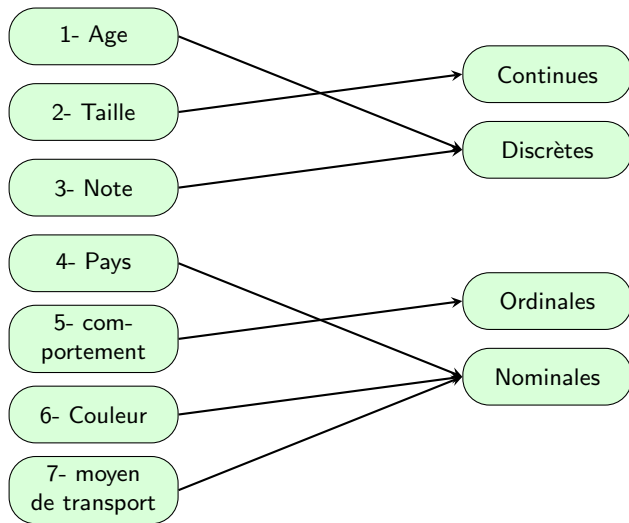 1- Age
Continues
2- Taille
Discrètes
3- Note
4- Pays
Ordinales
5- com-
portement
Nominales
6- Couleur
7- moyen
de transport